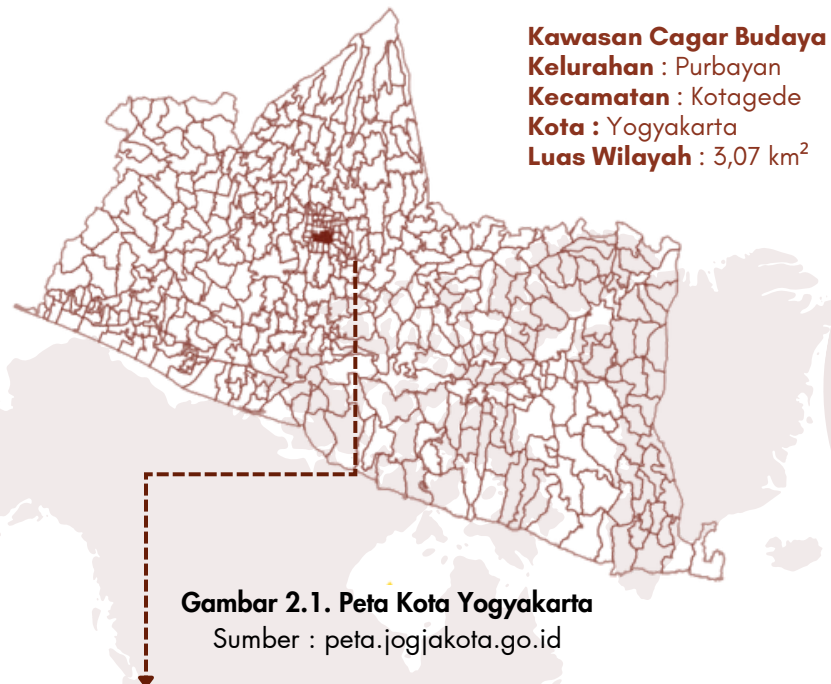 Kawasan Cagar Budaya
Kelurahan : Purbayan
Kecamatan : Kotagede
Kota : Yogyakarta
Luas Wilayah : 3,07 km²
Gambar 2.1. Peta Kota Yogyakarta
Sumber : peta.jogjakota.go.id